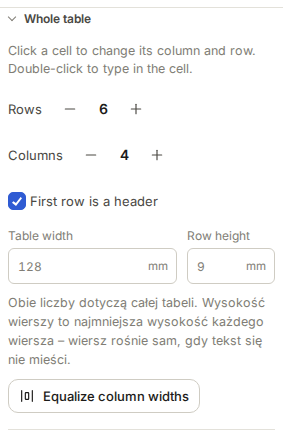 Whole table
Click a cell to change its column and row.
Double-click to type in the cell.
Rows — 6 +
Columns — 4 +
First row is a header
Table width Row height
128 mm 9 mm
Obie liczby dotyczą całej tabeli. Wysokość
wierszy to najmniejsza wysokość każdego
wiersza – wiersz rośnie sam, gdy tekst się
nie mieści.
Equalize column widths